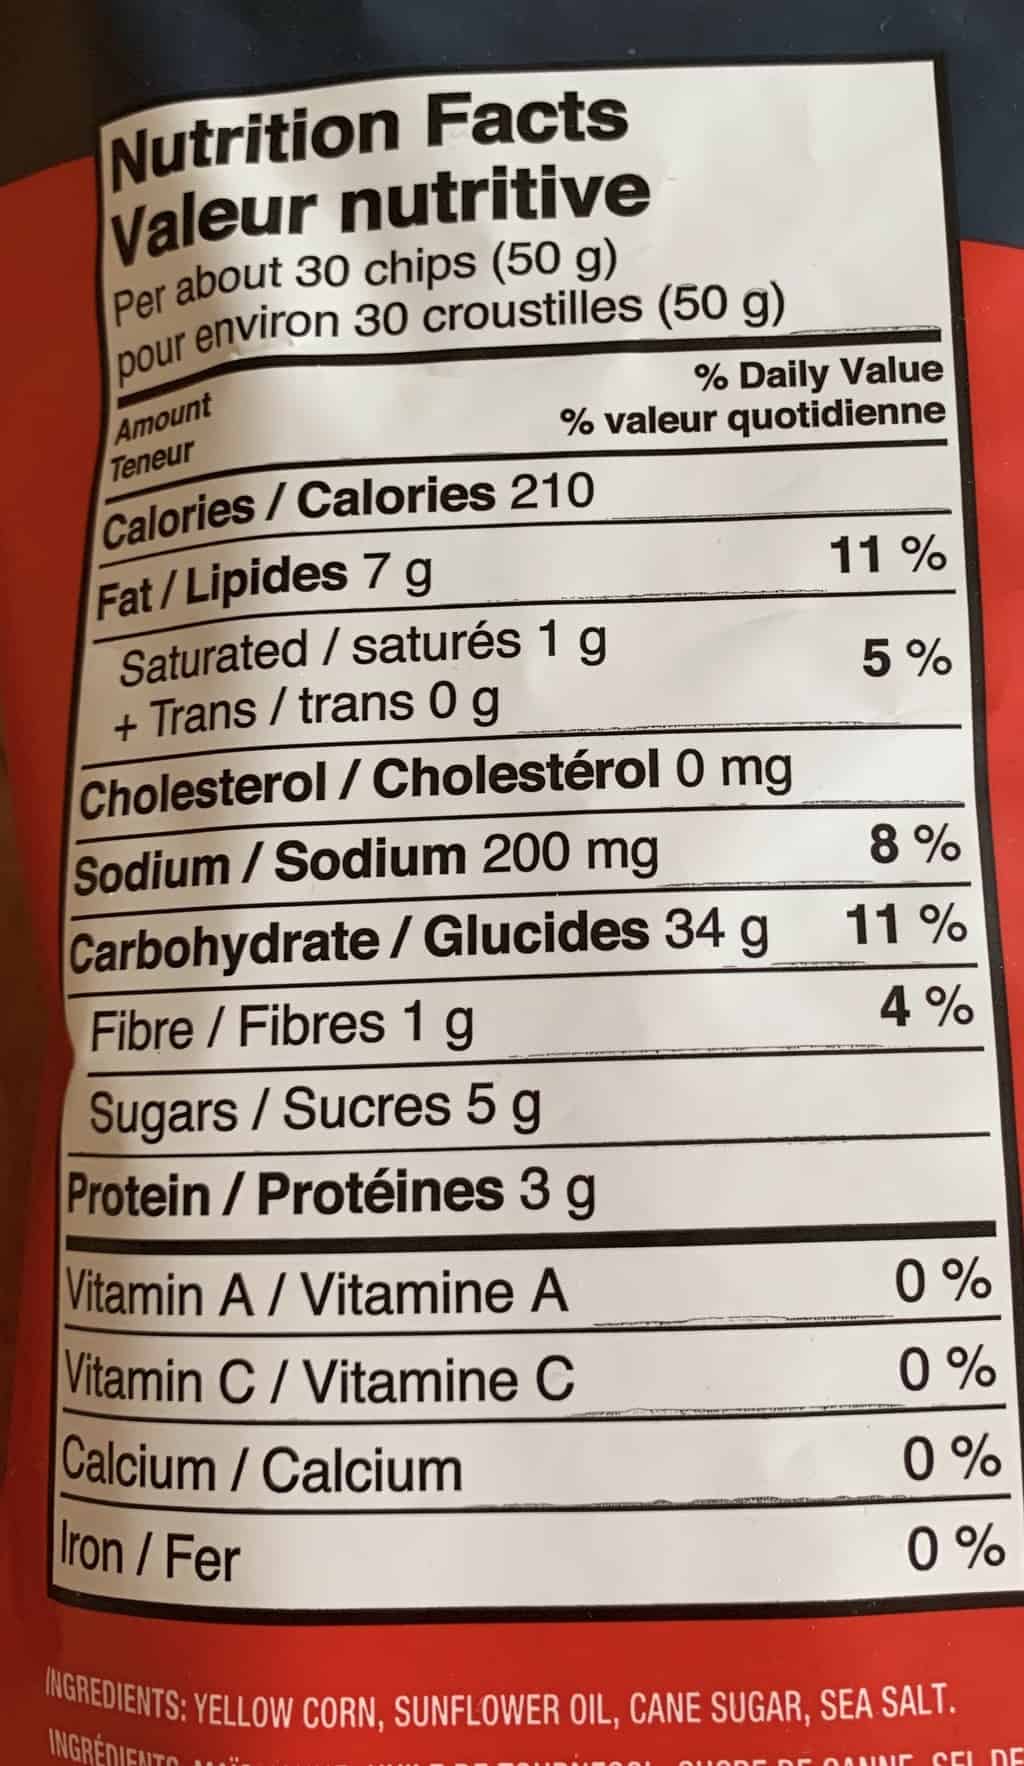 Nutrition Facts
Valeur nutritive
Per about 30 chips (50 g)
pour environ 30 croustilles (50 g)
Amount % Daily Value
Teneur % valeur quotidienne
Calories / Calories 210
Fat / Lipides 7 g 11 %
Saturated / saturés 1 g 5 %
+ Trans / trans 0 g
Cholesterol / Cholestérol 0 mg
Sodium / Sodium 200 mg 8 %
Carbohydrate / Glucides 34 g 11 %
Fibre / Fibres 1 g 4 %
Sugars / Sucres 5 g
Protein / Protéines 3 g
Vitamin A / Vitamine A 0 %
Vitamin C / Vitamine C 0 %
Calcium / Calcium 0 %
Iron / Fer 0 %
INGREDIENTS: YELLOW CORN, SUNFLOWER OIL, CANE SUGAR, SEA SALT.